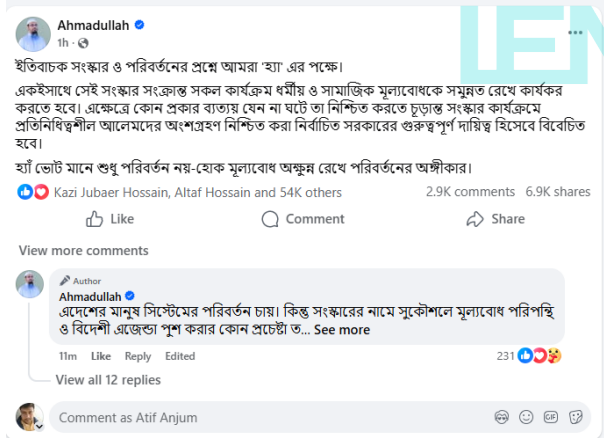 Ahmadullah
1h ·
ইতিবাচক সংস্কার ও পরিবর্তনের প্রশ্নে আমরা 'হ্যা' এর পক্ষে।
একইসাথে সেই সংস্কার সংক্রান্ত সকল কার্যক্রম ধর্মীয় ও সামাজিক মূল্যবোধকে সমুন্নত রেখে কার্যকর
করতে হবে। এক্ষেত্রে কোন প্রকার ব্যত্যয় যেন না ঘটে তা নিশ্চিত করতে চূড়ান্ত সংস্কার কার্যক্রমে
প্রতিনিধিত্বশীল আলেমদের অংশগ্রহণ নিশ্চিত করা নির্বাচিত সরকারের গুরুত্বপূর্ণ দায়িত্ব হিসেবে বিবেচিত
হবে।
হ্যাঁ ভোট মানে শুধু পরিবর্তন নয়-হোক মূল্যবোধ অক্ষুন্ন রেখে পরিবর্তনের অঙ্গীকার।
Kazi Jubaer Hossain, Altaf Hossain and 54K others 2.9K comments 6.9K shares
Like Comment Share
View more comments
Author
Ahmadullah
এদেশের মানুষ সিস্টেমের পরিবর্তন চায়। কিন্তু সংস্কারের নামে সুকৌশলে মূল্যবোধ পরিপন্থি
ও বিদেশী এজেন্ডা পুশ করার কোন প্রচেষ্টা ত... See more
11m Like Reply Edited 231
View all 12 replies
Comment as Atif Anjum
GIF